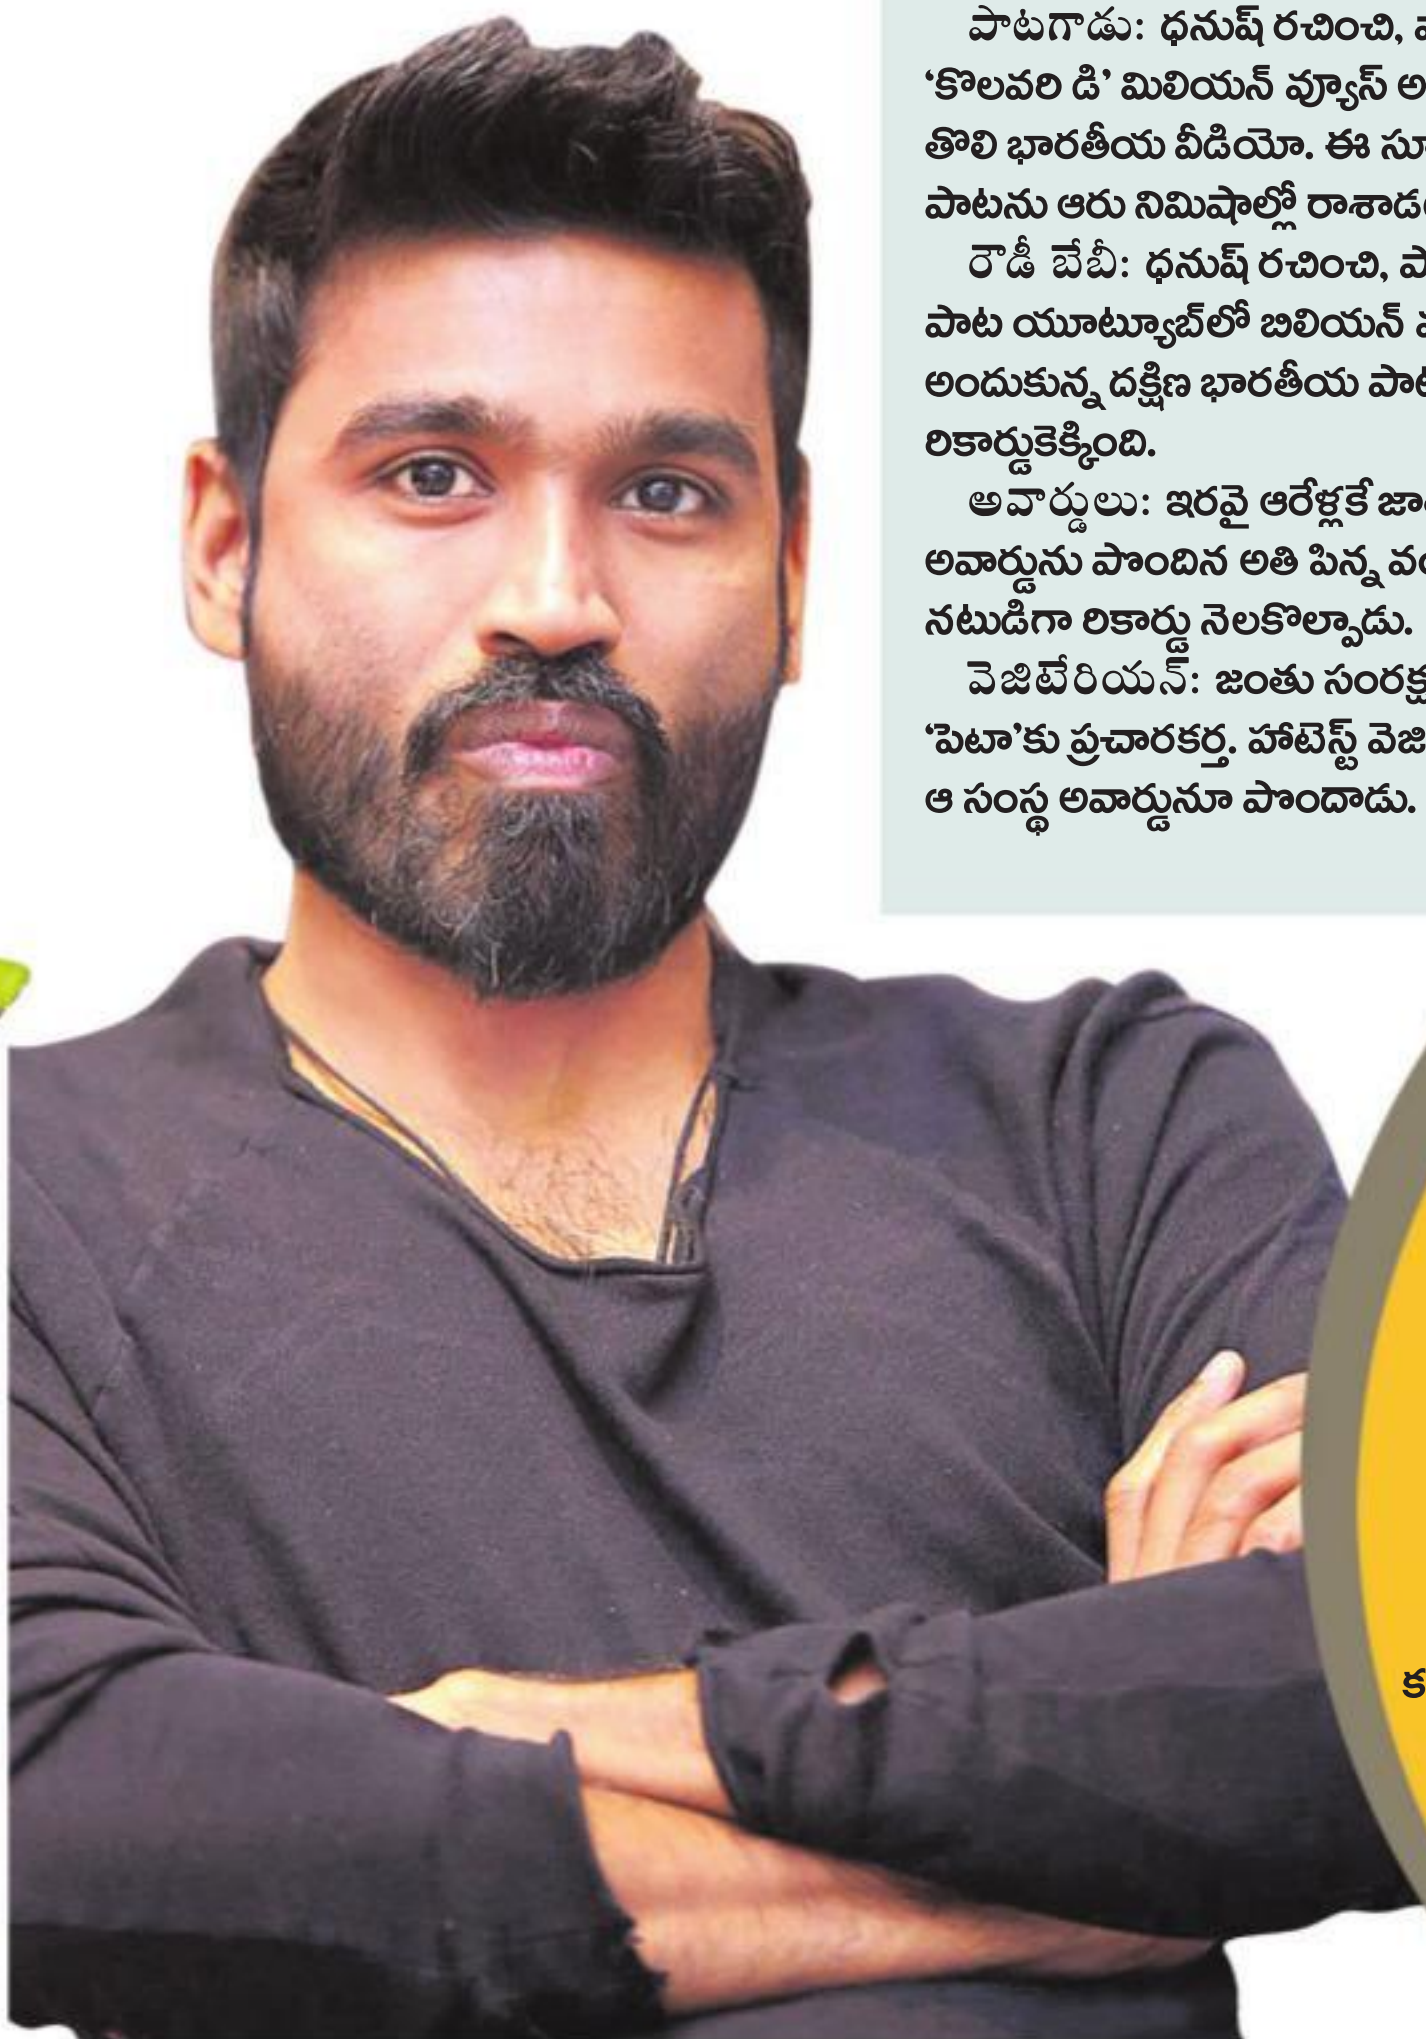 పాటగాడు: ధనుష్ రచించి,
‘కొలవరి డి’ మిలియన్ వ్యూస్
తొలి భారతీయ వీడియో. ఈ
పాటను ఆరు నిమిషాల్లో
రౌడీ బేబీ: ధనుష్ రచించి,
పాట యూట్యూబ్‌లో బిలియన్
అందుకున్న దక్షిణ భారతీయ
రికార్డుకెక్కింది.
అవార్డులు: ఇరవై ఆరేళ్లకే
అవార్డును పొందిన అతి పిన్న
నటుడిగా రికార్డు నెలకొల్పాడు.
వెజిటేరియన్: జంతు
‘పెటా’కు ప్రచారకర్త. హాటెస్ట్
ఆ సంస్థ అవార్డునూ పొందాడు.